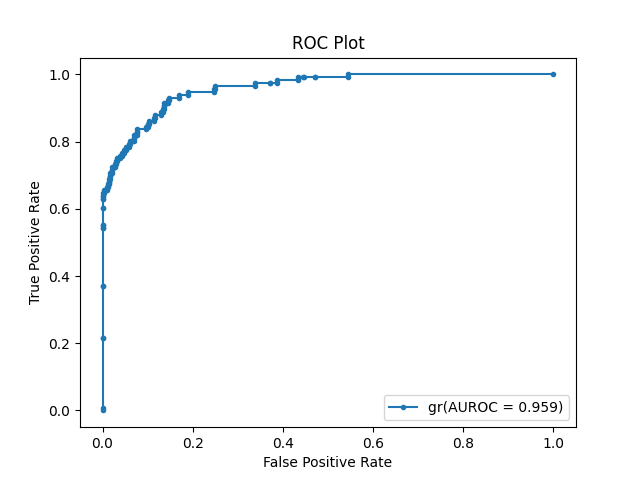 ROC Plot
True Positive Rate
1.0
0.8
0.6
0.4
0.2
0.0
gr(AUROC = 0.959)
0.0 0.2 0.4 0.6 0.8 1.0
False Positive Rate